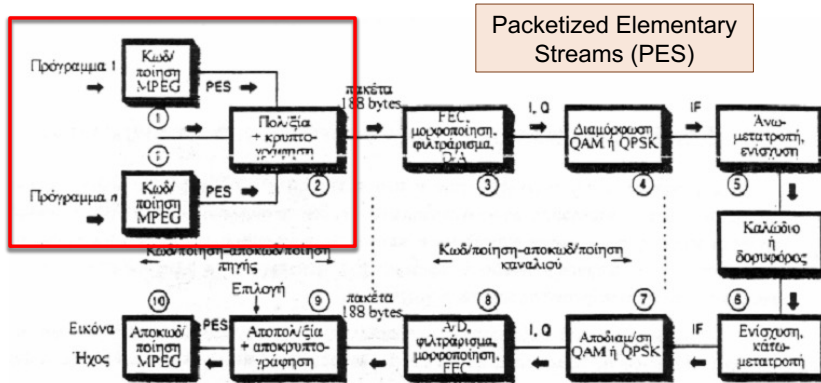 Packetized Elementary
Streams (PES)
Πρόγραμμα 1
Κωδ/
ποίηση
MPEG
PES
1
Πολ/ξία
+ κρυπτο-
γράφηση
2
Πρόγραμμα n
Κωδ/
ποίηση
MPEG
PES
πακέτα
188 bytes
FEC,
μορφοποίηση,
φιλτράρισμα,
D/A
3
I, Q
Διαμόρφωση
QAM ή QPSK
4
IF
Άνω-
μετατροπή,
ενίσχυση
5
Καλώδιο
ή
δορυφόρος
Κωδ/ποίηση-αποκωδ/ποίηση
πηγής
Κωδ/ποίηση-αποκωδ/ποίηση
καναλιού
Επιλογή
10
Εικόνα
Ήχος
Αποκωδ/
ποίηση
MPEG
PES
9
Αποπολ/ξία
+ αποκρυπτο-
γράφηση
πακέτα
188 bytes
8
A/D,
φιλτράρισμα,
μορφοποίηση,
FEC
I, Q
7
Αποδιαμ/ση
QAM ή QPSK
IF
6
Ενίσχυση,
κάτω-
μετατροπή